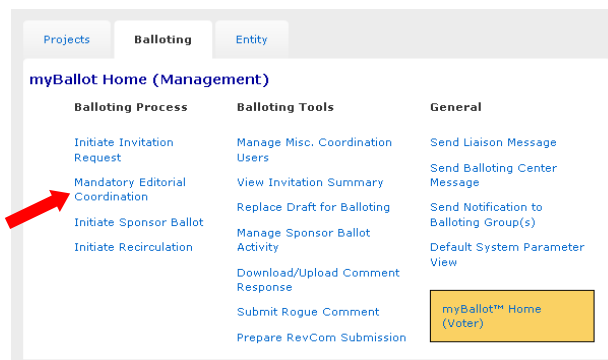 Projects
Balloting
Entity
myBallot Home (Management)
Balloting Process
Initiate Invitation
Request
Mandatory Editorial
Coordination
Initiate Sponsor Ballot
Initiate Recirculation
Balloting Tools
Manage Misc. Coordination
Users
View Invitation Summary
Replace Draft for Balloting
Manage Sponsor Ballot
Activity
Download/Upload Comment
Response
Submit Rogue Comment
Prepare RevCom Submission
General
Send Liaison Message
Send Balloting Center
Message
Send Notification to
Balloting Group(s)
Default System Parameter
View
myBallot™ Home
(Voter)